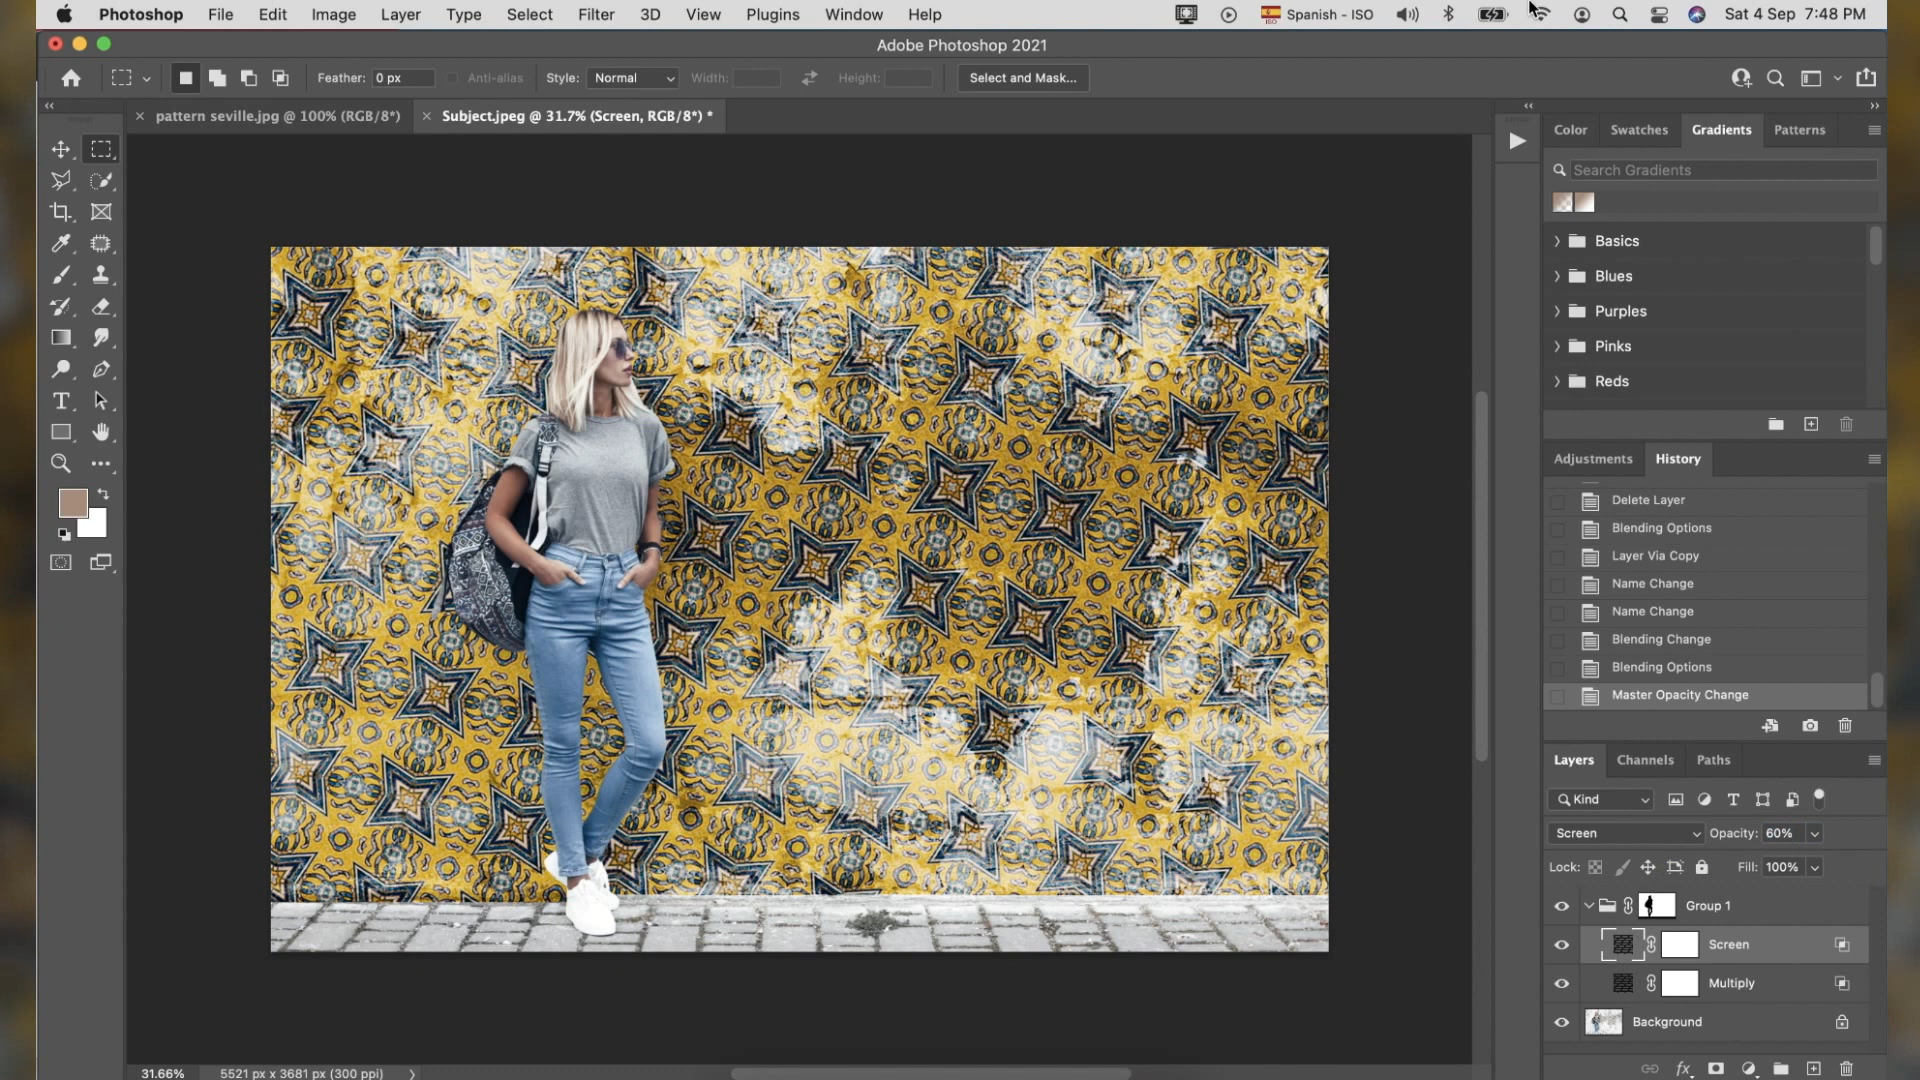 Photoshop File Edit Image Layer Type Select Filter 3D View Plugins Window Help Spanish - ISO Sat 4 Sep 7:48 PM
Adobe Photoshop 2021
Feather: 0 px Anti-alias Style: Normal Width: Height: Select and Mask...
pattern seville.jpg @ 100% (RGB/8*) Subject.jpeg @ 31.7% (Screen, RGB/8*) *
Color Swatches Gradients Patterns
Search Gradients
Basics
Blues
Purples
Pinks
Reds
Adjustments History
Delete Layer
Blending Options
Layer Via Copy
Name Change
Name Change
Blending Change
Blending Options
Master Opacity Change
Layers Channels Paths
Kind
Screen Opacity: 60%
Lock: Fill: 100%
Group 1
Screen
Multiply
Background
31.66% 5521 px x 3681 px (300 ppi)